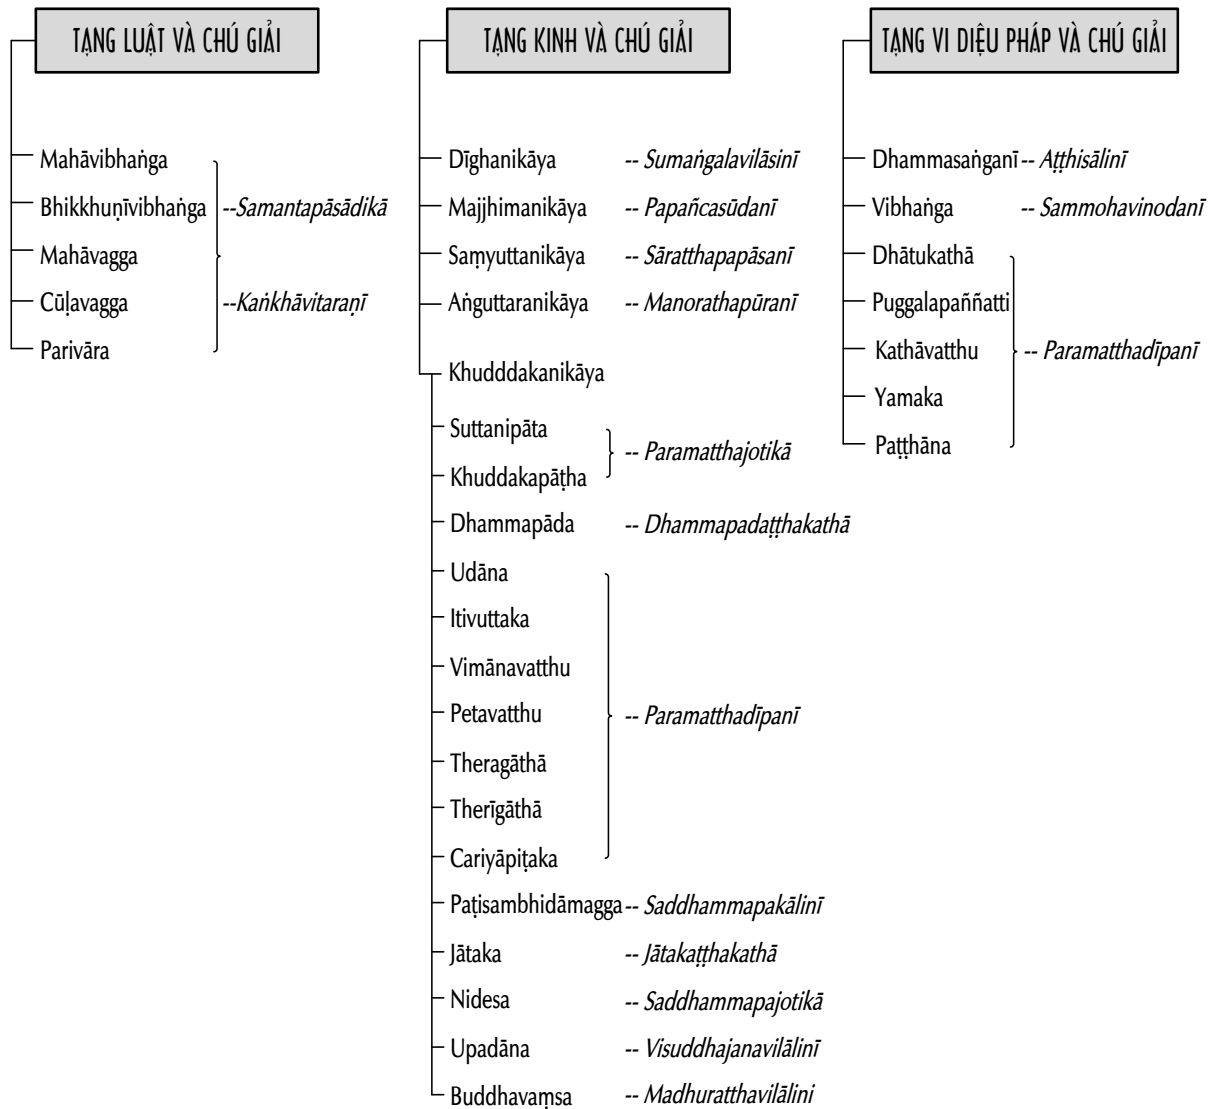 TẠNG LUẬT VÀ CHÚ GIẢI
Mahāvibhaṅga
Bhikkhuṇīvibhaṅga --Samantapāsādikā
Mahāvagga
Cūḷavagga --Kaṅkhāvitaraṇī
Parivāra
TẠNG KINH VÀ CHÚ GIẢI
Dīghanikāya -- Sumaṅgalavilāsinī
Majjhimanikāya -- Papañcasūdanī
Saṃyuttanikāya -- Sāratthapapāsanī
Aṅguttaranikāya -- Manorathapūranī
Khudddakanikāya
Suttanipāta
-- Paramatthajotikā
Khuddakapāṭha
Dhammapāda -- Dhammapadaṭṭhakathā
Udāna
Itivuttaka
Vimānavatthu
Petavatthu -- Paramatthadīpanī
Theragāthā
Therīgāthā
Cariyāpiṭaka
Paṭisambhidāmagga -- Saddhammapakālinī
Jātaka -- Jātakaṭṭhakathā
Nidesa -- Saddhammapajotikā
Upadāna -- Visuddhajanavilālinī
Buddhavaṃsa -- Madhuratthavilālini
TẠNG VI DIỆU PHÁP VÀ CHÚ GIẢI
Dhammasaṅganī -- Aṭṭhisālinī
Vibhaṅga -- Sammohavinodanī
Dhātukathā
Puggalapaññatti
Kathāvatthu -- Paramatthadīpanī
Yamaka
Paṭṭhāna